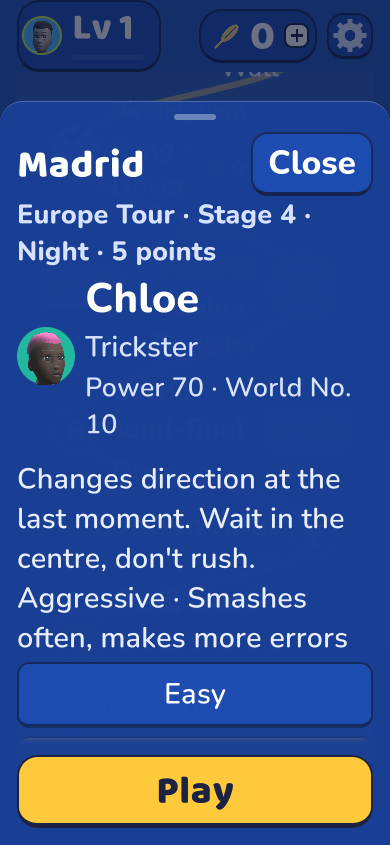 Lv 1
0
Madrid
Close
Europe Tour · Stage 4 ·
Night · 5 points
Chloe
Trickster
Power 70 · World No.
10
Changes direction at the
last moment. Wait in the
centre, don't rush.
Aggressive · Smashes
often, makes more errors
Easy
Play